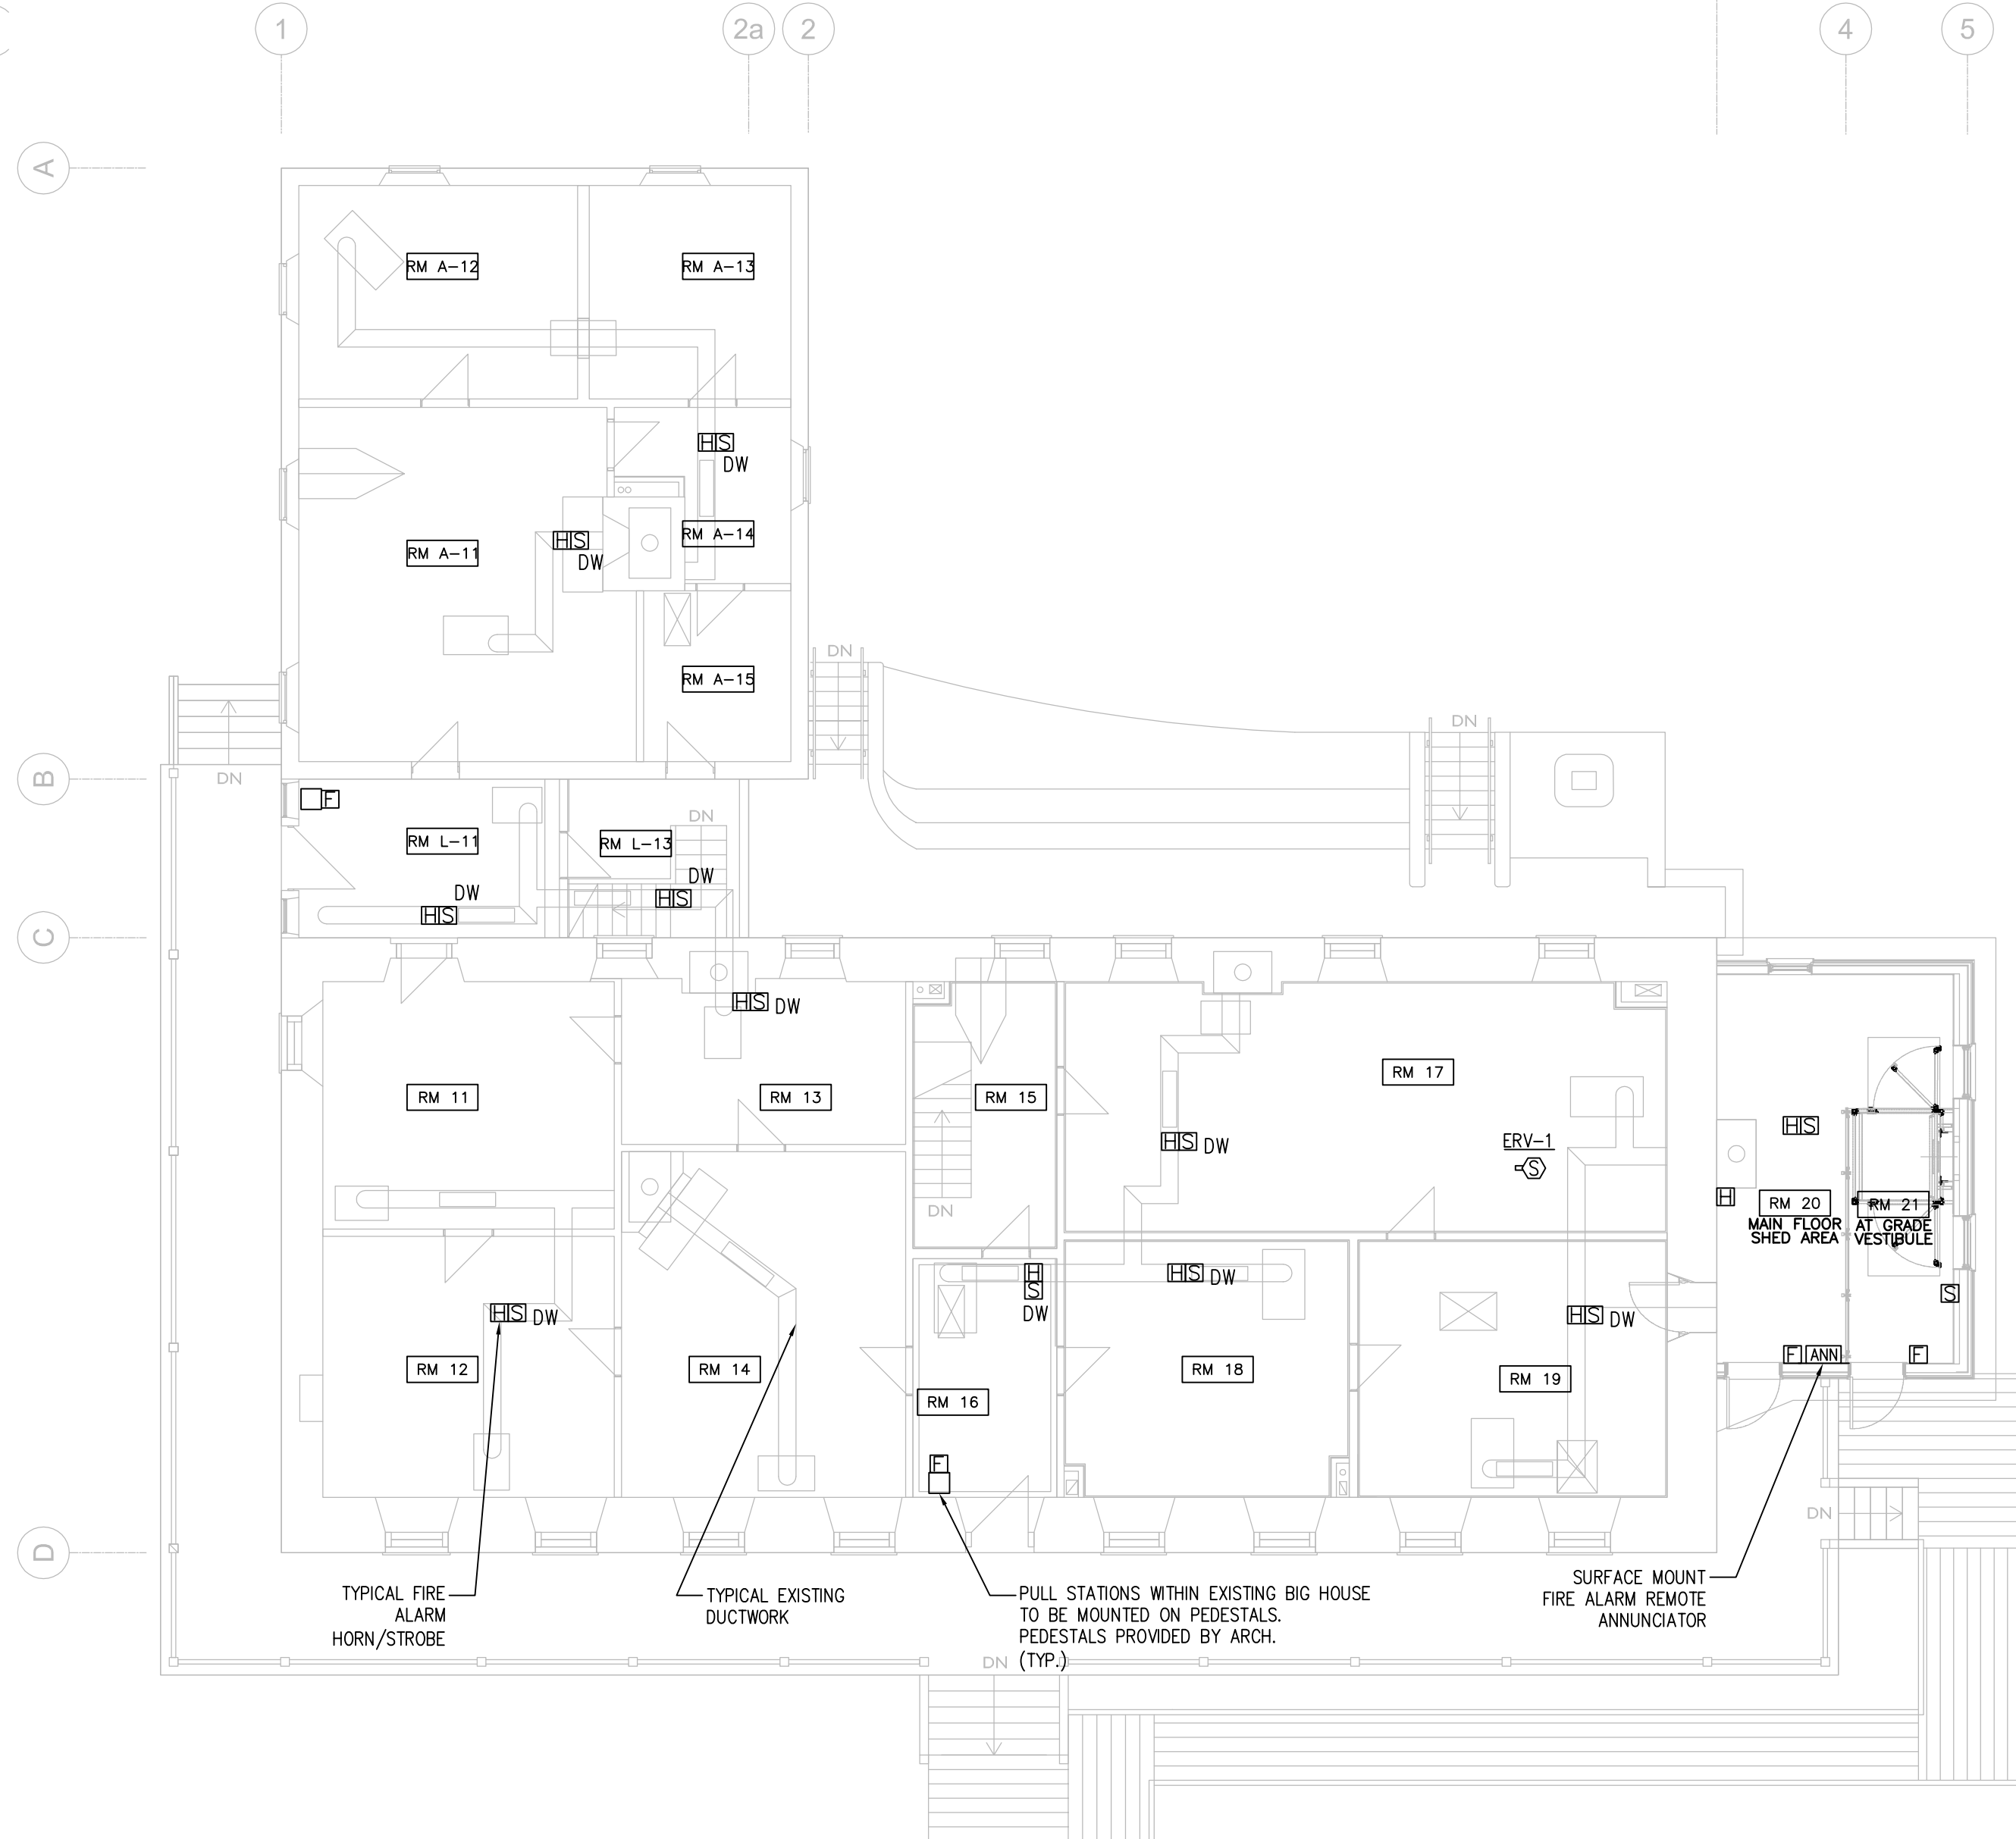 1
2a
2
4
5
A
RM A-12
RM A-13
HS
DW
RM A-14
HS
DW
RM A-11
DN
RM A-15
DN
B
DN
F
DN
RM L-11
RM L-13
DW
DW
HS
HS
C
HS
DW
RM 11
RM 13
RM 15
RM 17
HS
HS
DW
ERV-1
S
H
RM 20
MAIN FLOOR
SHED AREA
RM 21
AT GRADE
VESTIBULE
DN
H
S
DW
HS
DW
S
HS
DW
HS
DW
F
ANN
F
RM 12
RM 14
RM 18
RM 19
RM 16
F
DN
D
TYPICAL FIRE
ALARM
HORN/STROBE
TYPICAL EXISTING
DUCTWORK
PULL STATIONS WITHIN EXISTING BIG HOUSE
TO BE MOUNTED ON PEDESTALS.
PEDESTALS PROVIDED BY ARCH.
(TYP.)
SURFACE MOUNT
FIRE ALARM REMOTE
ANNUNCIATOR
DN